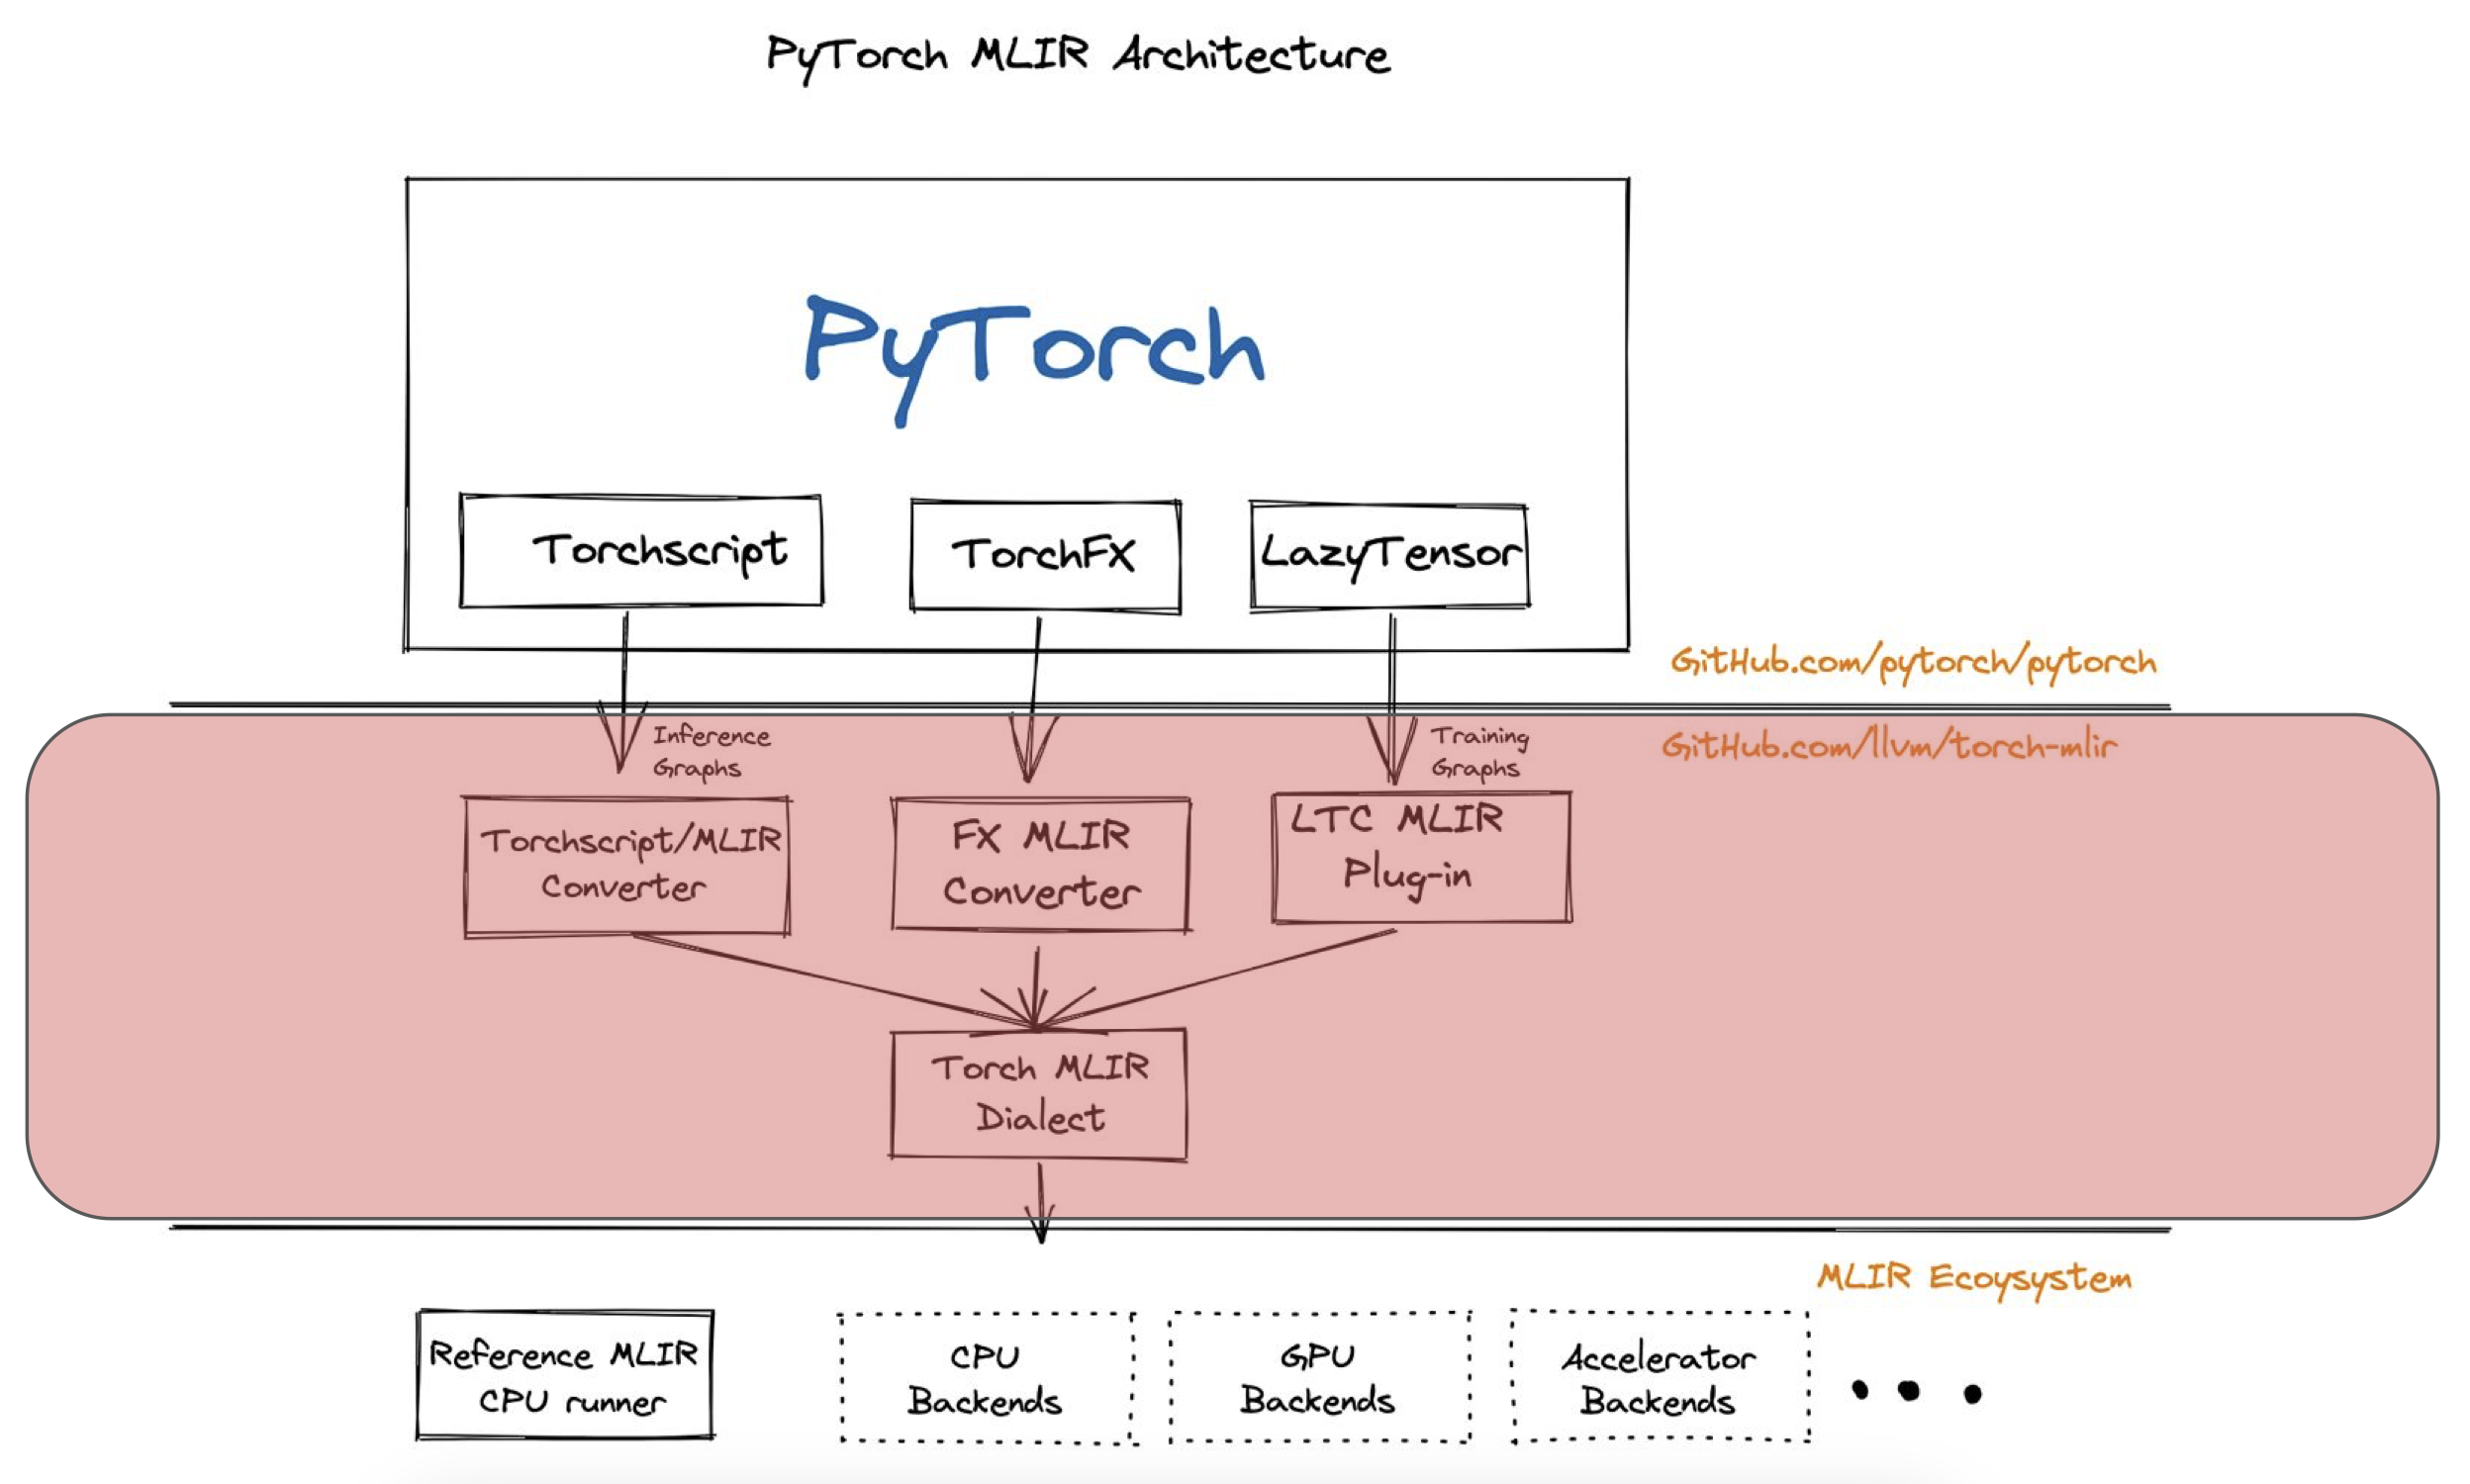 PyTorch MLIR Architecture
PyTorch
Torchscript
TorchFX
LazyTensor
GitHub.com/pytorch/pytorch
GitHub.com/llvm/torch-mlir
Inference
Graphs
Training
Graphs
Torchscript/MLIR
Converter
FX MLIR
Converter
LTC MLIR
Plug-in
Torch MLIR
Dialect
MLIR Ecoysystem
Reference MLIR
CPU runner
CPU
Backends
GPU
Backends
Accelerator
Backends